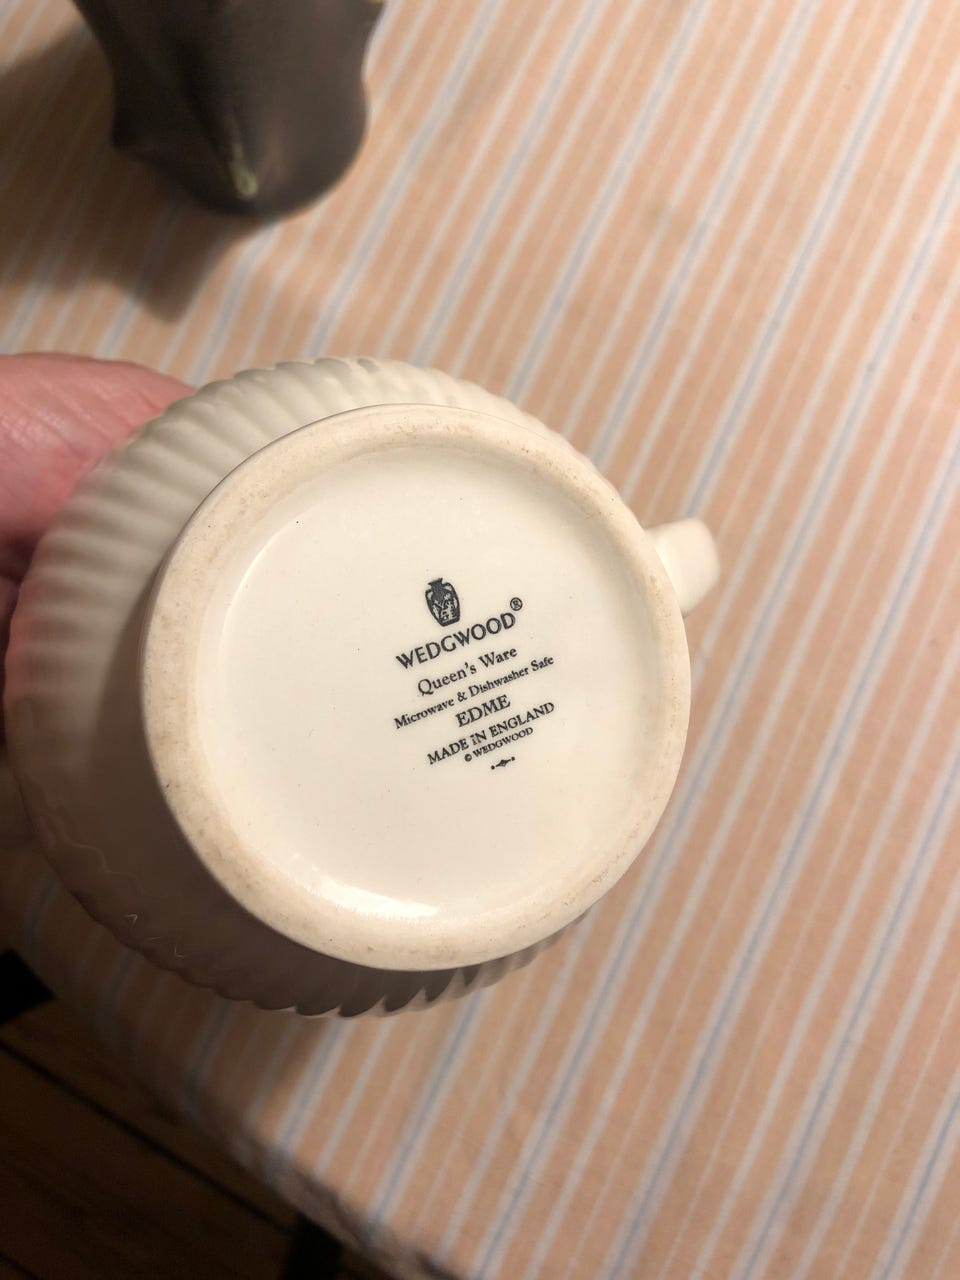 WEDGWOOD®
Queen's Ware
Microwave & Dishwasher Safe
EDME
MADE IN ENGLAND
© WEDGWOOD